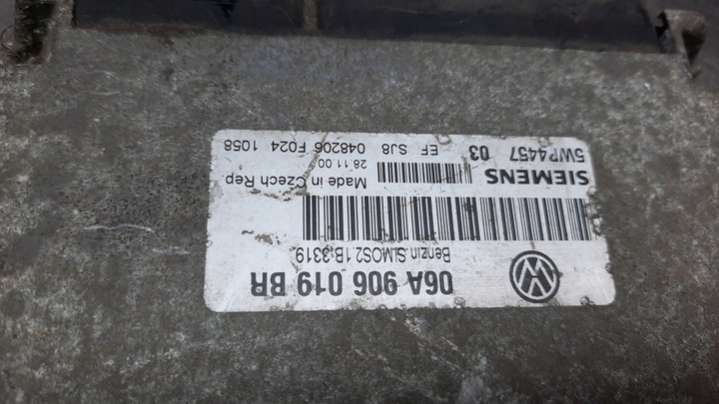 06A 906 019 BR
Benzin SIMOS2.1B:3319
SIEMENS
Made in Czech Rep
28.11.00
5WP4457 03
EF SJ8 048206 F024 1058